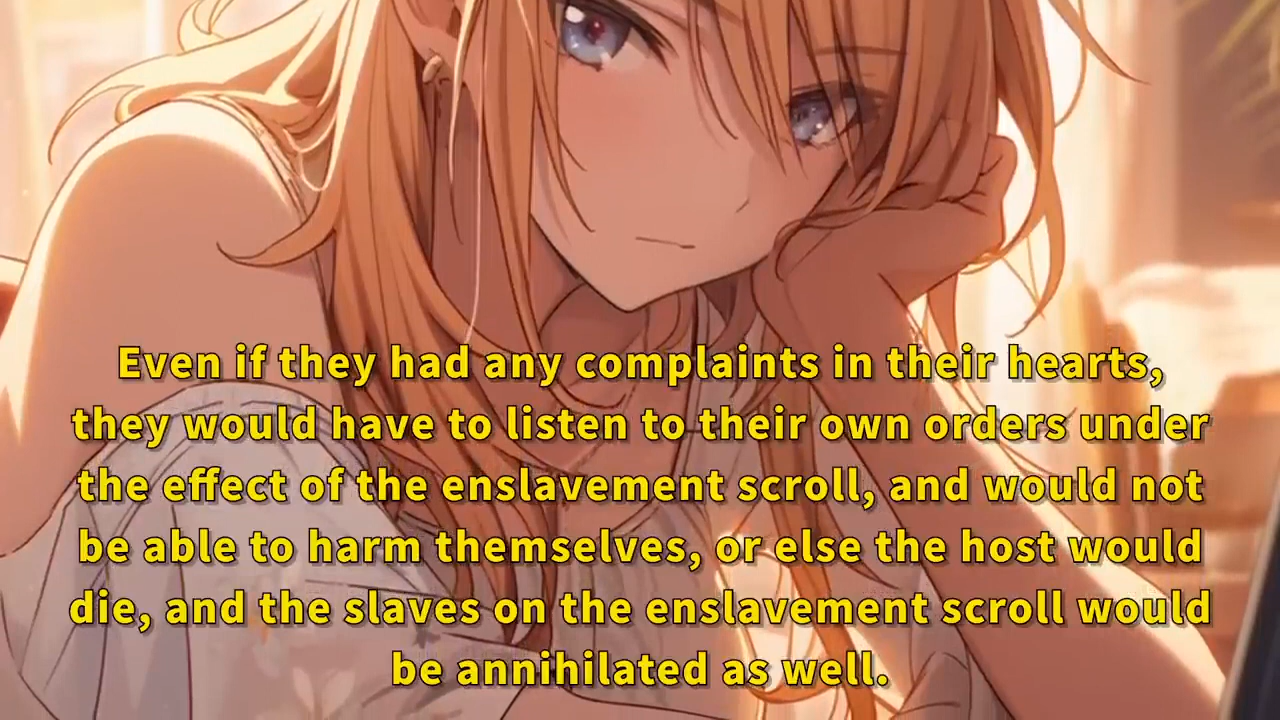 Even if they had any complaints in their hearts,
they would have to listen to their own orders under
the effect of the enslavement scroll, and would not
be able to harm themselves, or else the host would
die, and the slaves on the enslavement scroll would
be annihilated as well.